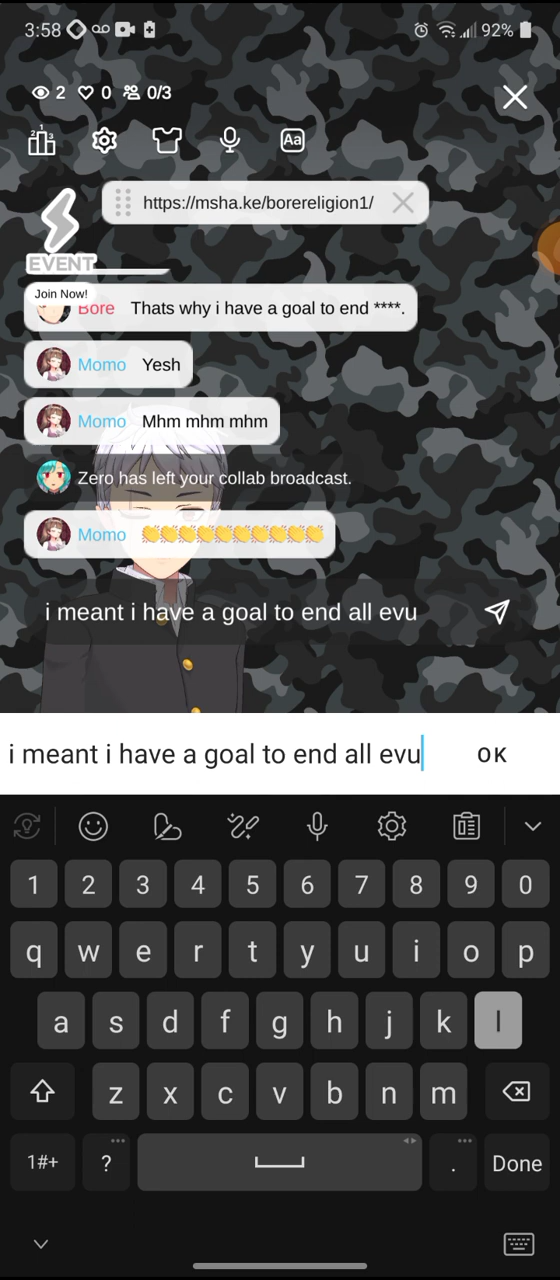 3:58 92%
2 0 0/3
2 1 3 Aa
https://msha.ke/borereligion1/
EVENT
Join Now!
Bore Thats why i have a goal to end ****.
Momo Yesh
Momo Mhm mhm mhm
Zero has left your collab broadcast.
Momo 👏👏👏👏👏👏👏👏👏👏
i meant i have a goal to end all evu
i meant i have a goal to end all evu OK
1 2 3 4 5 6 7 8 9 0
q w e r t y u i o p
a s d f g h j k l
z x c v b n m
1#+ ? . Done